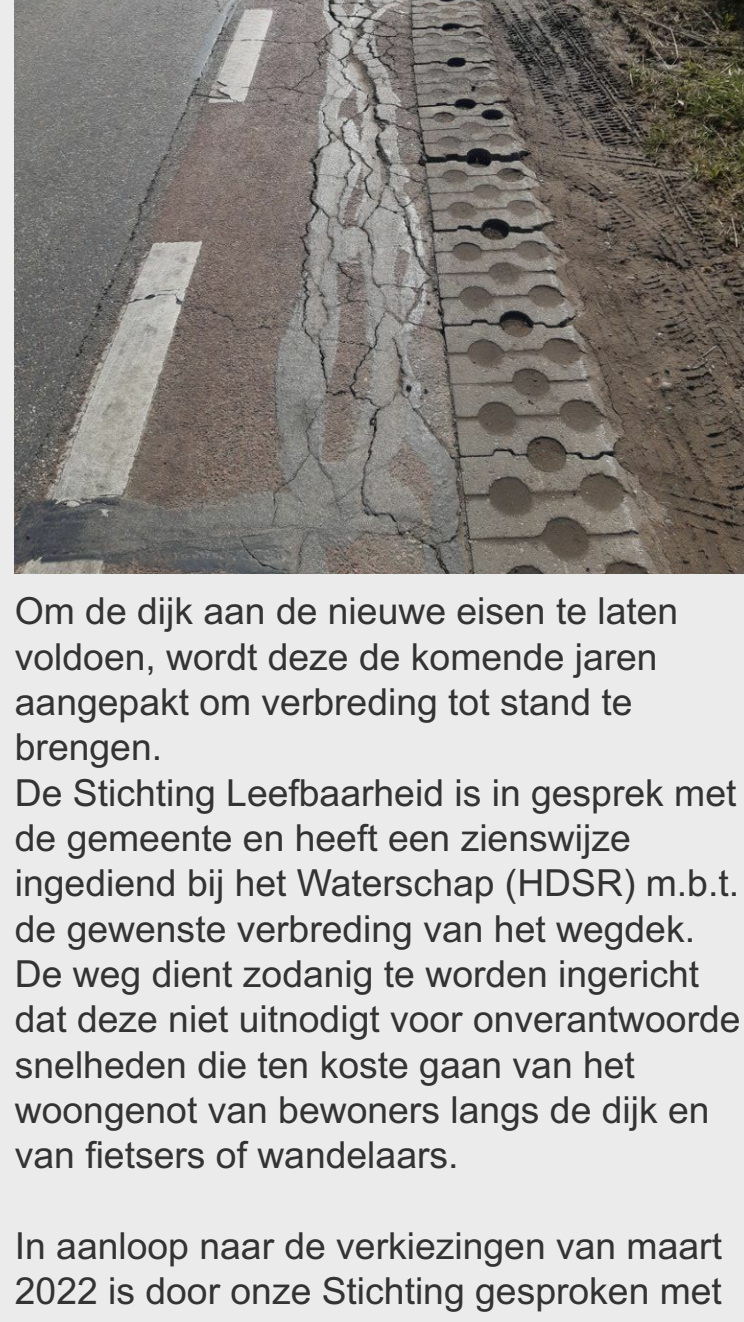 Om de dijk aan de nieuwe eisen te laten
voldoen, wordt deze de komende jaren
aangepakt om verbreding tot stand te
brengen.
De Stichting Leefbaarheid is in gesprek met
de gemeente en heeft een zienswijze
ingediend bij het Waterschap (HDSR) m.b.t.
de gewenste verbreding van het wegdek.
De weg dient zodanig te worden ingericht
dat deze niet uitnodigt voor onverantwoorde
snelheden die ten koste gaan van het
woongenot van bewoners langs de dijk en
van fietsers of wandelaars.

In aanloop naar de verkiezingen van maart
2022 is door onze Stichting gesproken met